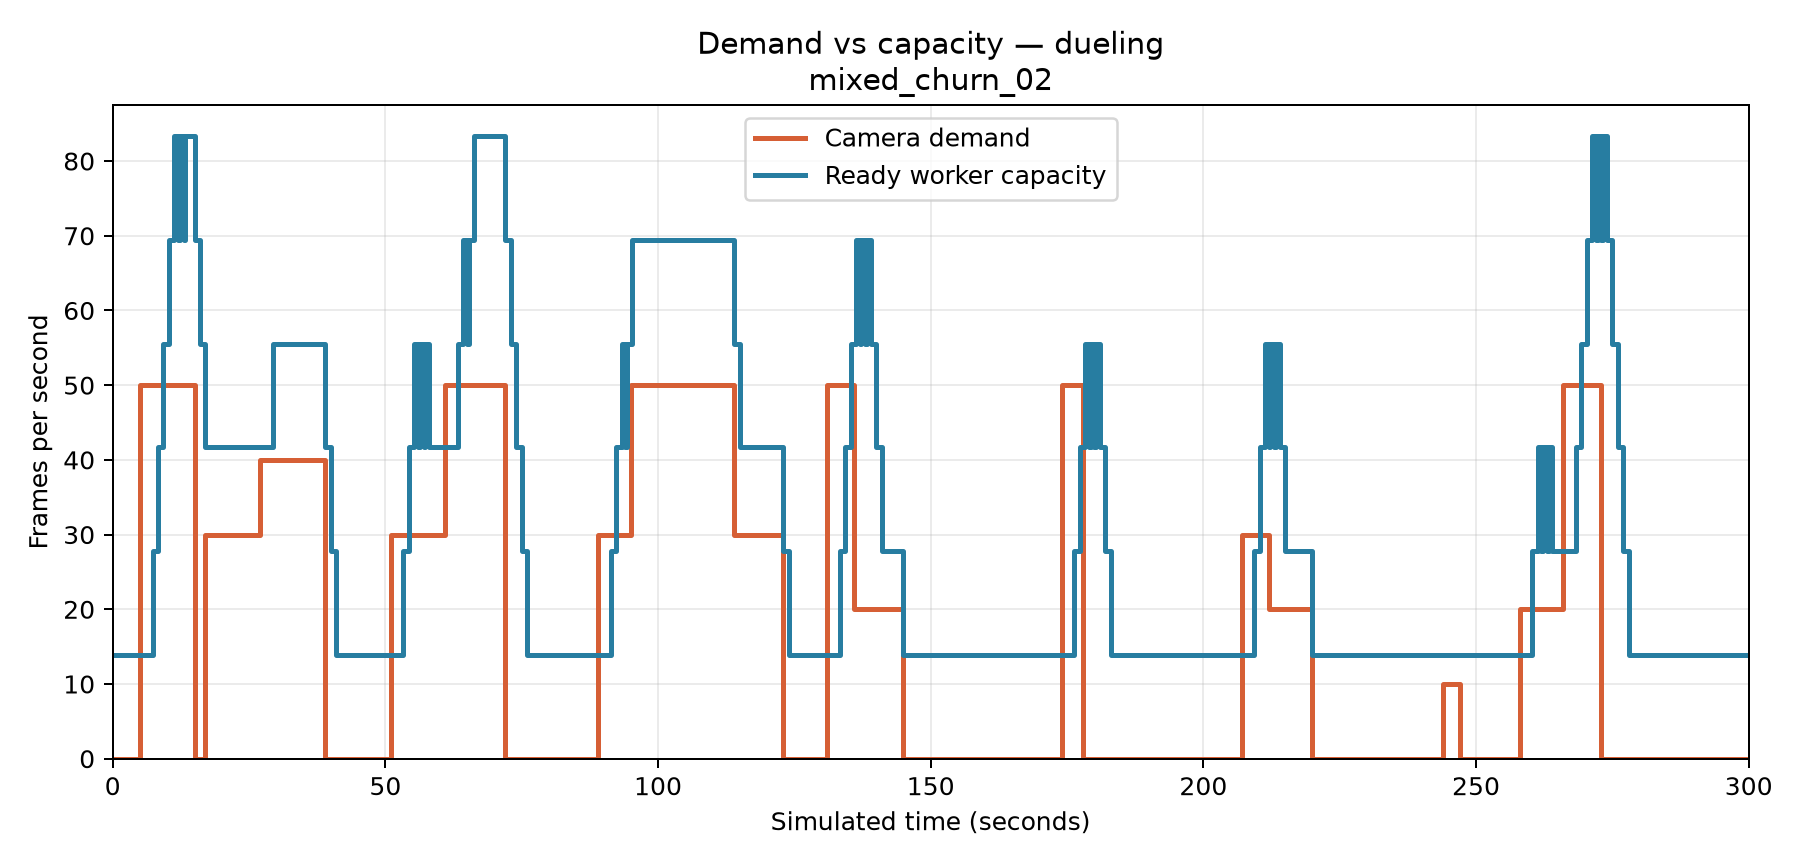 Demand vs capacity — dueling
mixed_churn_02
Camera demand
Ready worker capacity
Frames per second
80
70
60
50
40
30
20
10
0
0 50 100 150 200 250 300
Simulated time (seconds)